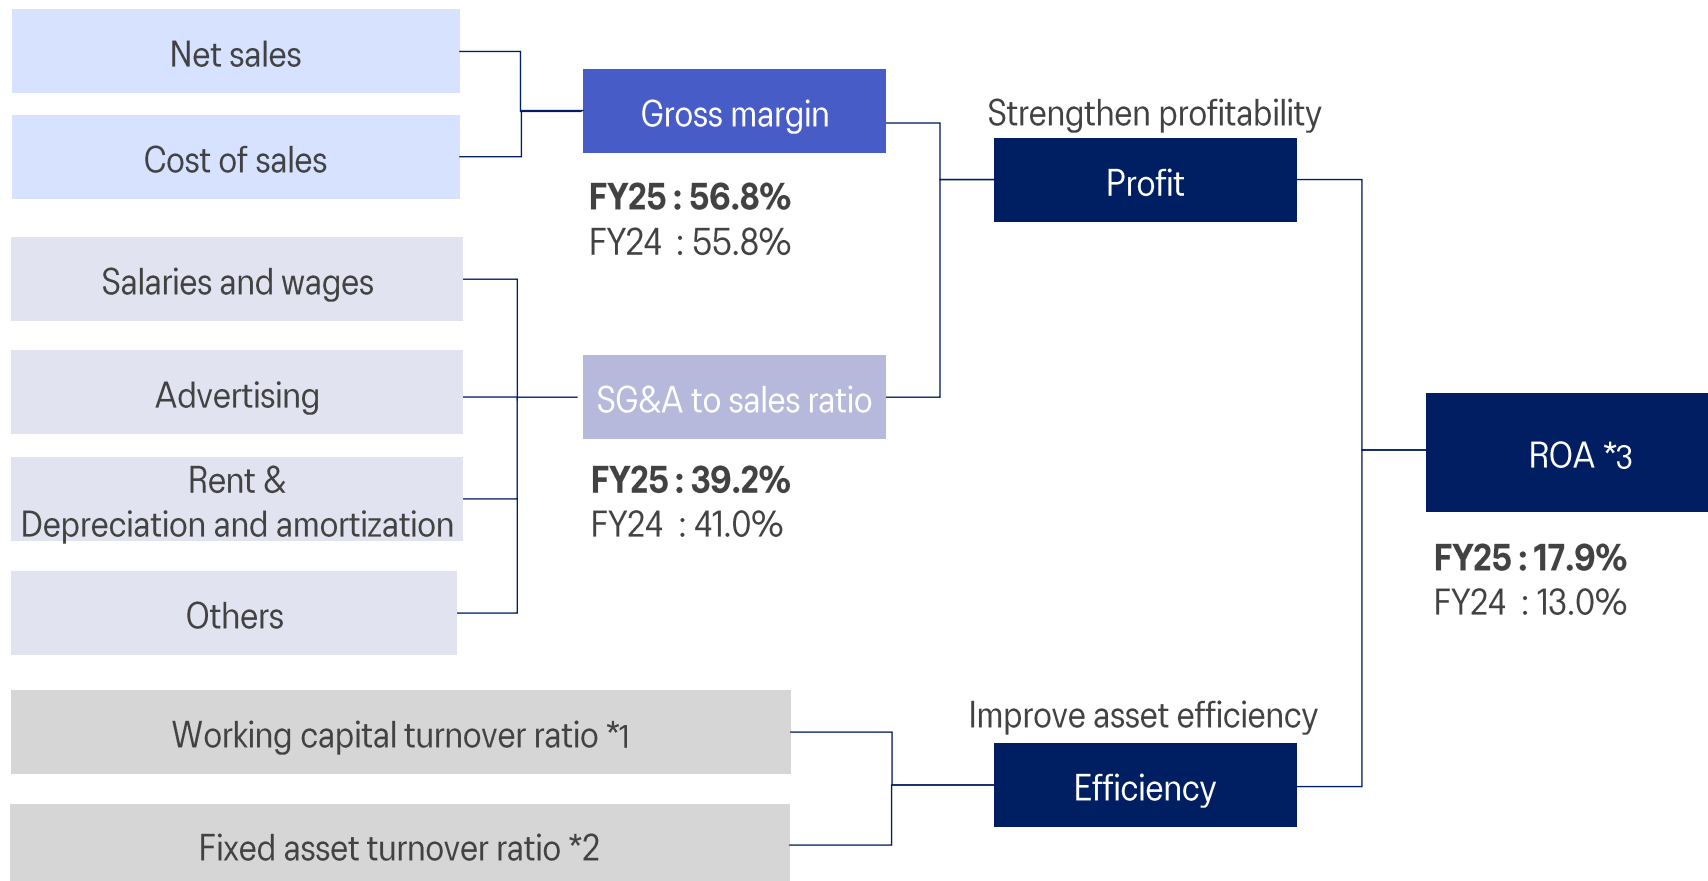 Net sales
Cost of sales
Gross margin
FY25 : 56.8%
FY24 : 55.8%
Strengthen profitability
Profit
Salaries and wages
Advertising
Rent &
Depreciation and amortization
Others
SG&A to sales ratio
FY25 : 39.2%
FY24 : 41.0%
ROA *3
FY25 : 17.9%
FY24 : 13.0%
Working capital turnover ratio *1
Fixed asset turnover ratio *2
Improve asset efficiency
Efficiency